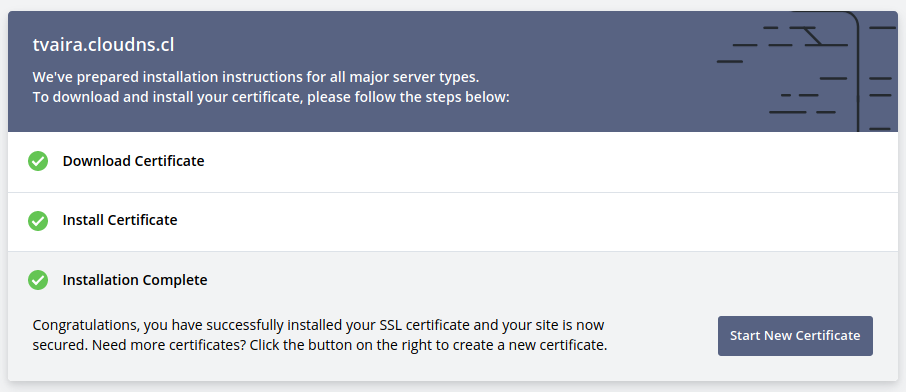 tvaira.cloudns.cl
We've prepared installation instructions for all major server types.
To download and install your certificate, please follow the steps below:
Download Certificate
Install Certificate
Installation Complete
Congratulations, you have successfully installed your SSL certificate and your site is now
secured. Need more certificates? Click the button on the right to create a new certificate.
Start New Certificate